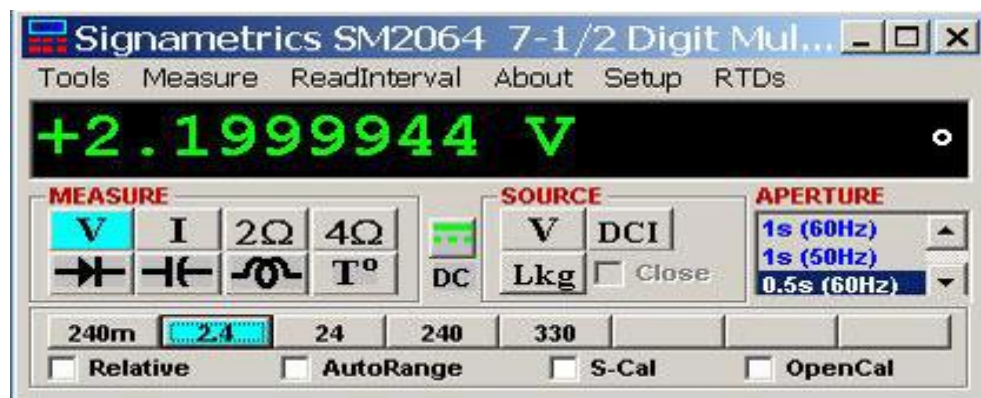 Signametrics SM2064 7-1/2 Digit Mul...
Tools Measure ReadInterval About Setup RTDs
+2.1999944 V
MEASURE SOURCE APERTURE
V I 2Ω 4Ω V DCI 1s (60Hz)
1s (50Hz)
T° DC Lkg Close 0.5s (60Hz)
240m 2.4 24 240 330
Relative AutoRange S-Cal OpenCal